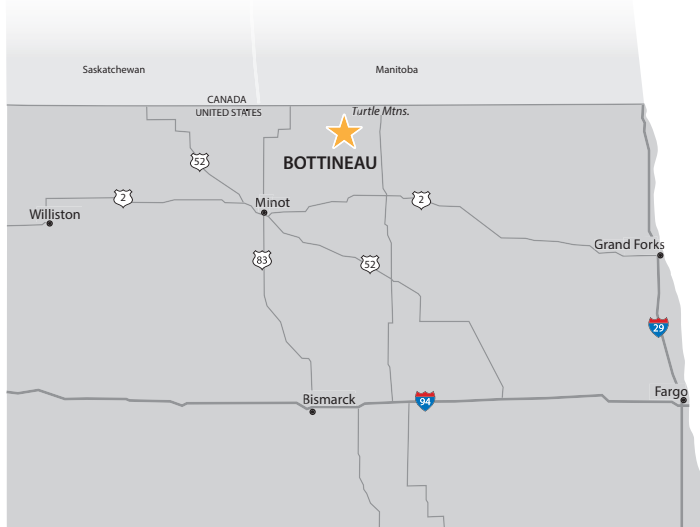 Saskatchewan
Manitoba
CANADA
UNITED STATES
Turtle Mtns.
52
BOTTINEAU
2
Minot
2
Williston
Grand Forks
83
52
29
Bismarck
94
Fargo